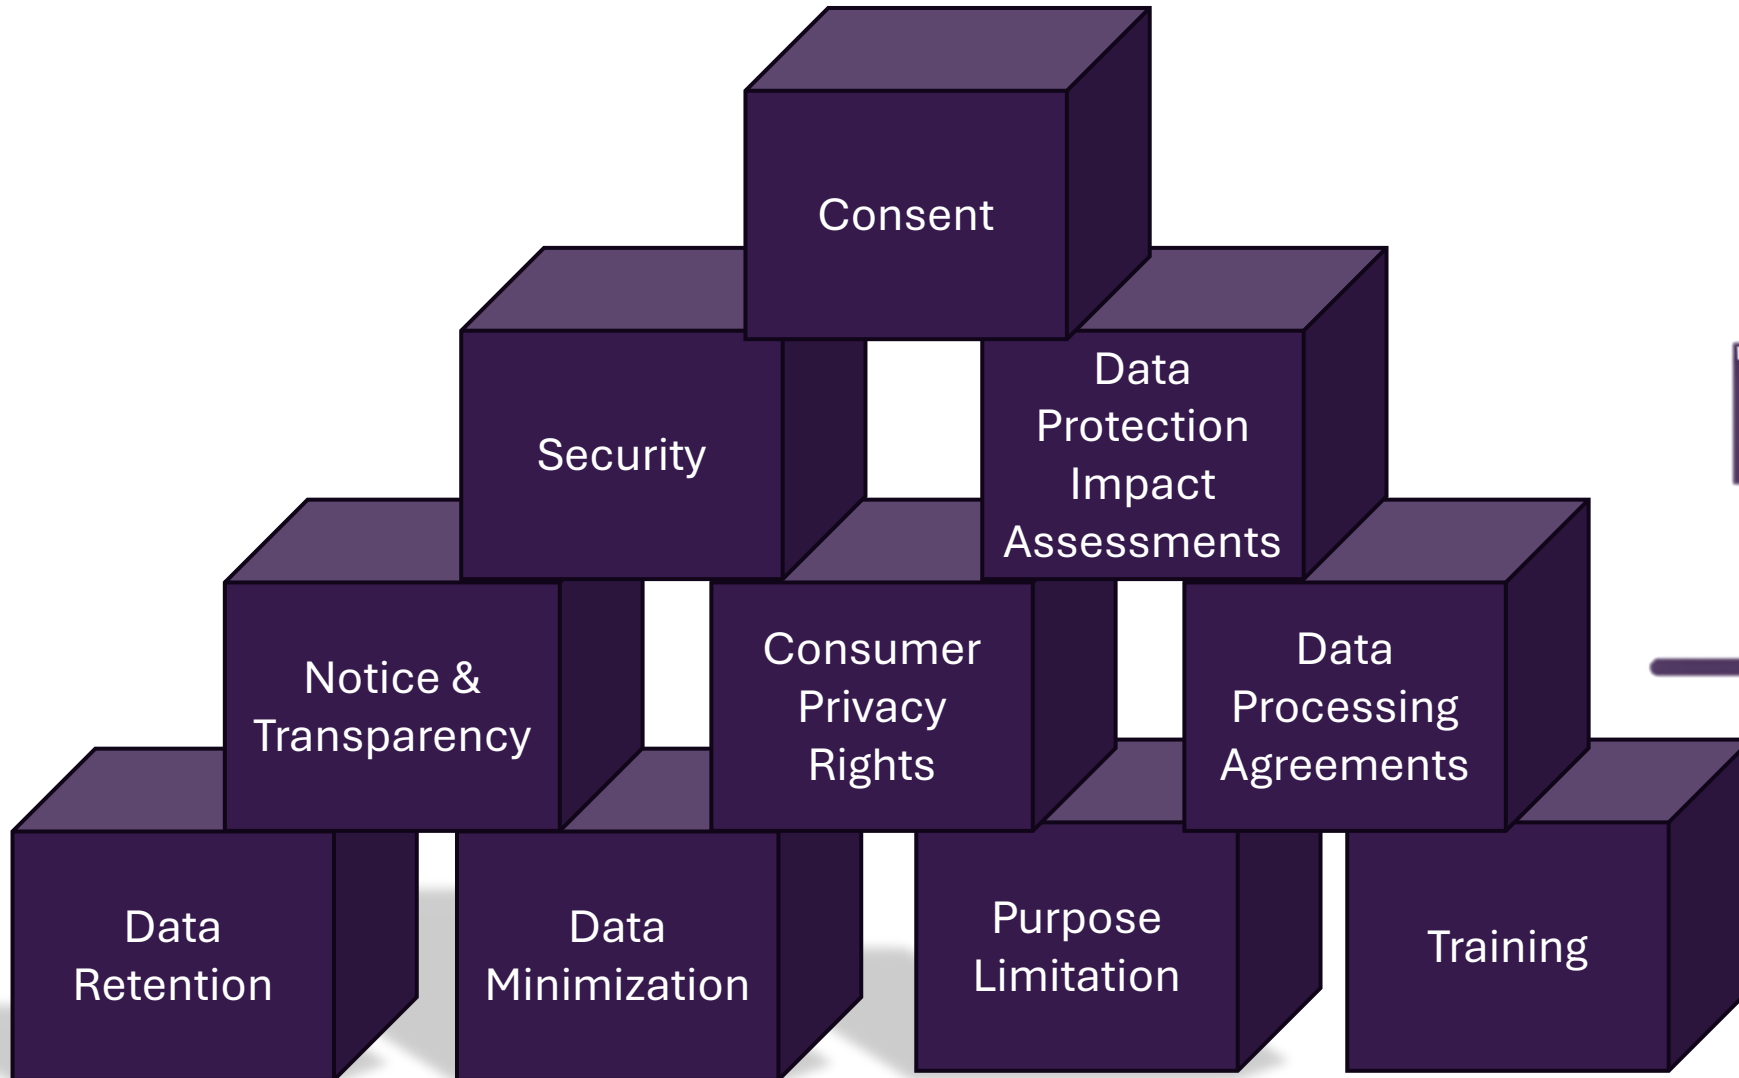 Consent
Security
Data
Protection
Impact
Assessments
Notice &
Transparency
Consumer
Privacy
Rights
Data
Processing
Agreements
Data
Retention
Data
Minimization
Purpose
Limitation
Training